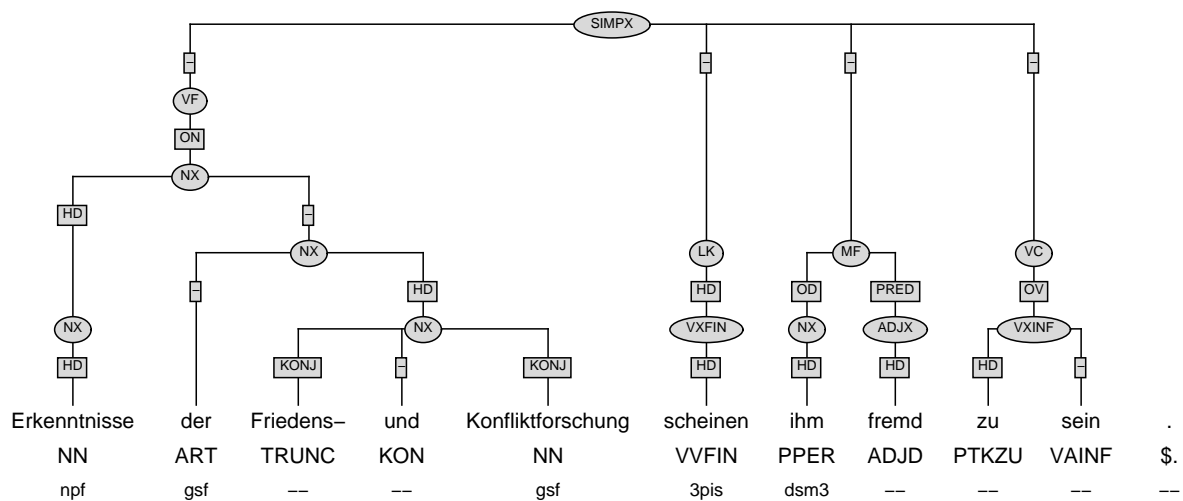 SIMPX
– – – –
VF
ON
NX
HD –
NX LK MF VC
– HD HD OD PRED OV
NX NX VXFIN NX ADJX VXINF
HD KONJ – KONJ HD HD HD HD –
Erkenntnisse der Friedens– und Konfliktforschung scheinen ihm fremd zu sein .
NN ART TRUNC KON NN VVFIN PPER ADJD PTKZU VAINF $.
npf gsf –– –– gsf 3pis dsm3 –– –– –– ––